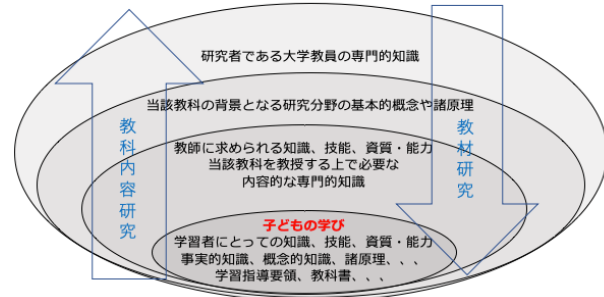 研究者である大学教員の専門的知識
当該教科の背景となる研究分野の基本的概念や諸原理
教師に求められる知識、技能、資質・能力
当該教科を教授する上で必要な
内容的な専門的知識
子どもの学び
学習者にとっての知識、技能、資質・能力
事実的知識、概念的知識、諸原理、、、
学習指導要領、教科書、、、
教科内容研究
教材研究